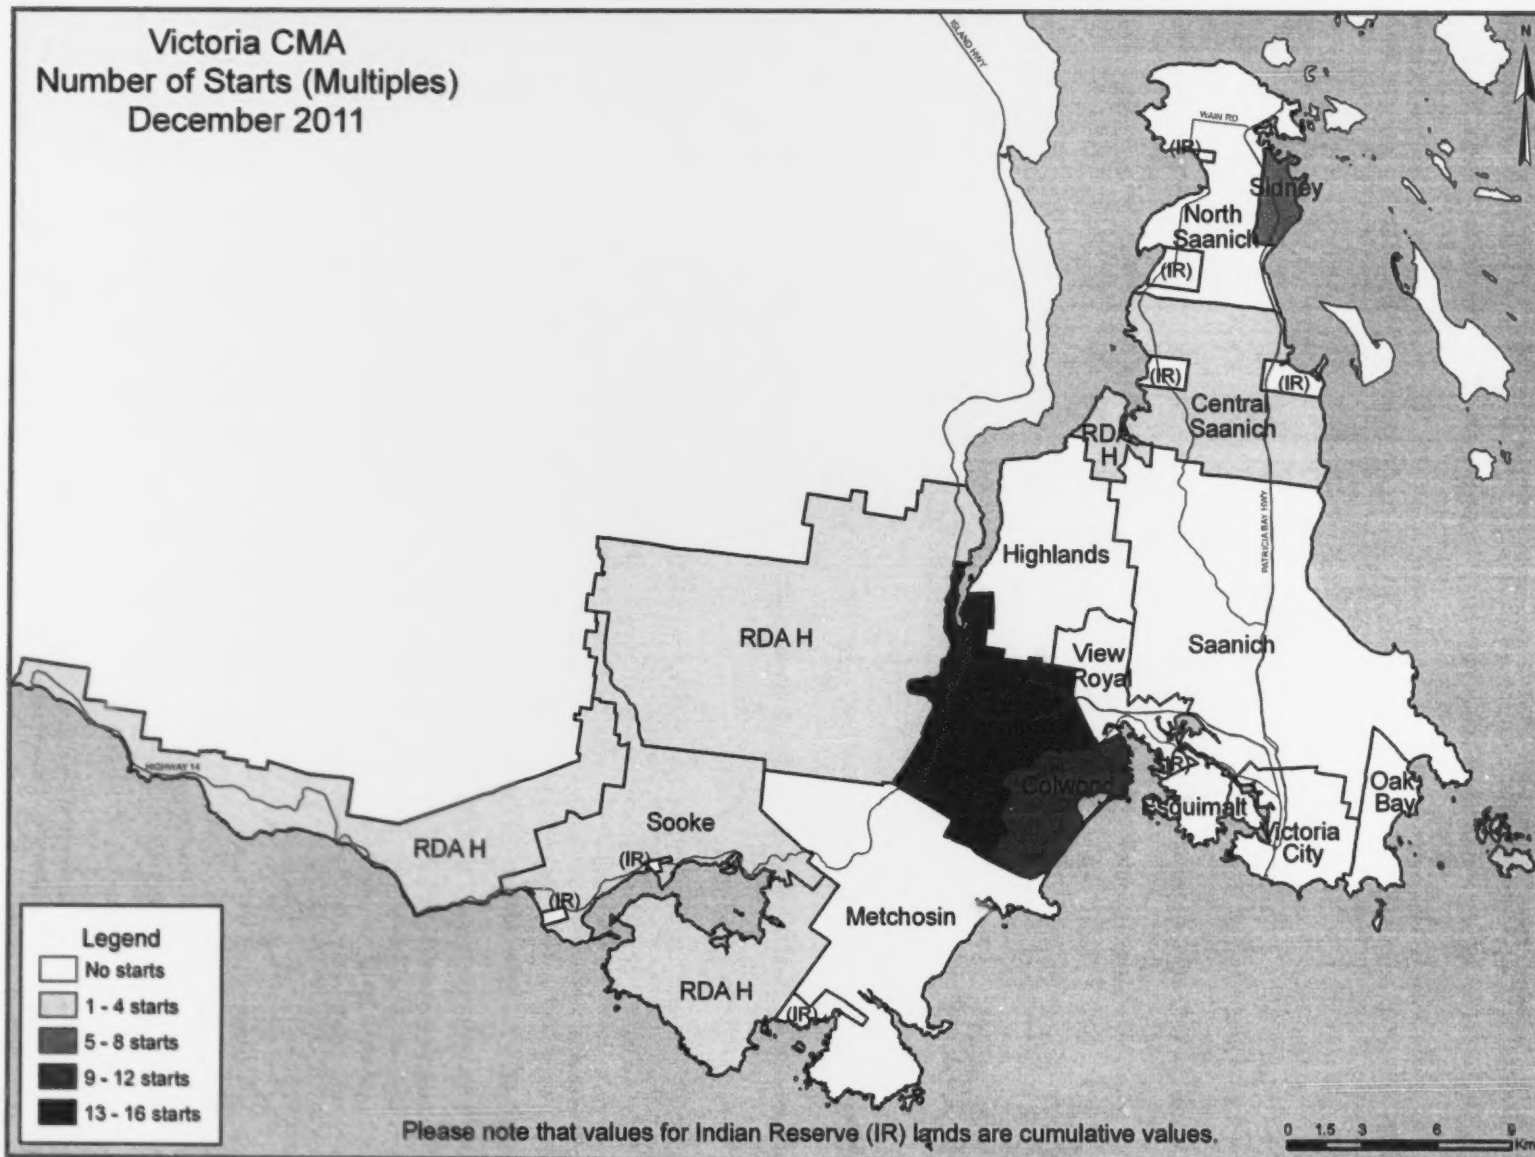 Victoria CMA
Number of Starts (Multiples)
December 2011
ISLAND HWY
N
WAIN RD
(IR)
Sidney
North
Saanich
(IR)
(IR)
(IR)
Central
Saanich
RDA
H
PATRICIA BAY HWY
Highlands
RDA H
Saanich
View
Royal
HIGHWAY 14
Colwood
(IR)
Oak
Bay
Esquimalt
Sooke
Victoria
City
RDA H
(IR)
(IR)
Metchosin
RDA H
(IR)
Legend
No starts
1 - 4 starts
5 - 8 starts
9 - 12 starts
13 - 16 starts
Please note that values for Indian Reserve (IR) lands are cumulative values.
0 1.5 3 6 9
Km